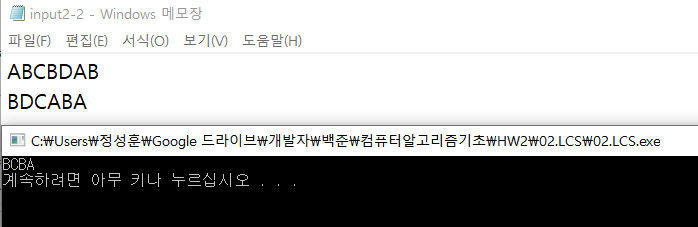 input2-2 - Windows 메모장
파일(F) 편집(E) 서식(O) 보기(V) 도움말(H)
ABCBDAB
BDCABA
C:₩Users₩정성훈₩Google 드라이브₩개발자₩백준₩컴퓨터알고리즘기초₩HW2₩02.LCS₩02.LCS.exe
BCBA
계속하려면 아무 키나 누르십시오 . . .